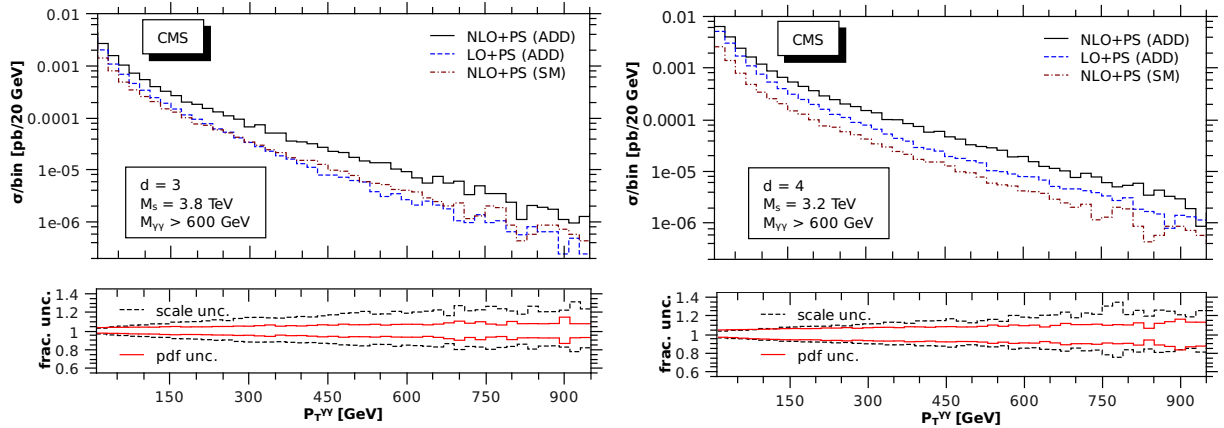 0.01
0.001
0.0001
1e-05
1e-06
σ/bin [pb/20 GeV]
CMS
NLO+PS (ADD)
LO+PS (ADD)
NLO+PS (SM)
d = 3
Mₛ = 3.8 TeV
Mγγ > 600 GeV
1.4
1.2
1
0.8
0.6
frac. unc.
scale unc.
pdf unc.
150 300 450 600 750 900
P_T^γγ [GeV]
0.01
0.001
0.0001
1e-05
1e-06
σ/bin [pb/20 GeV]
CMS
NLO+PS (ADD)
LO+PS (ADD)
NLO+PS (SM)
d = 4
Mₛ = 3.2 TeV
Mγγ > 600 GeV
1.4
1.2
1
0.8
0.6
frac. unc.
scale unc.
pdf unc.
150 300 450 600 750 900
P_T^γγ [GeV]